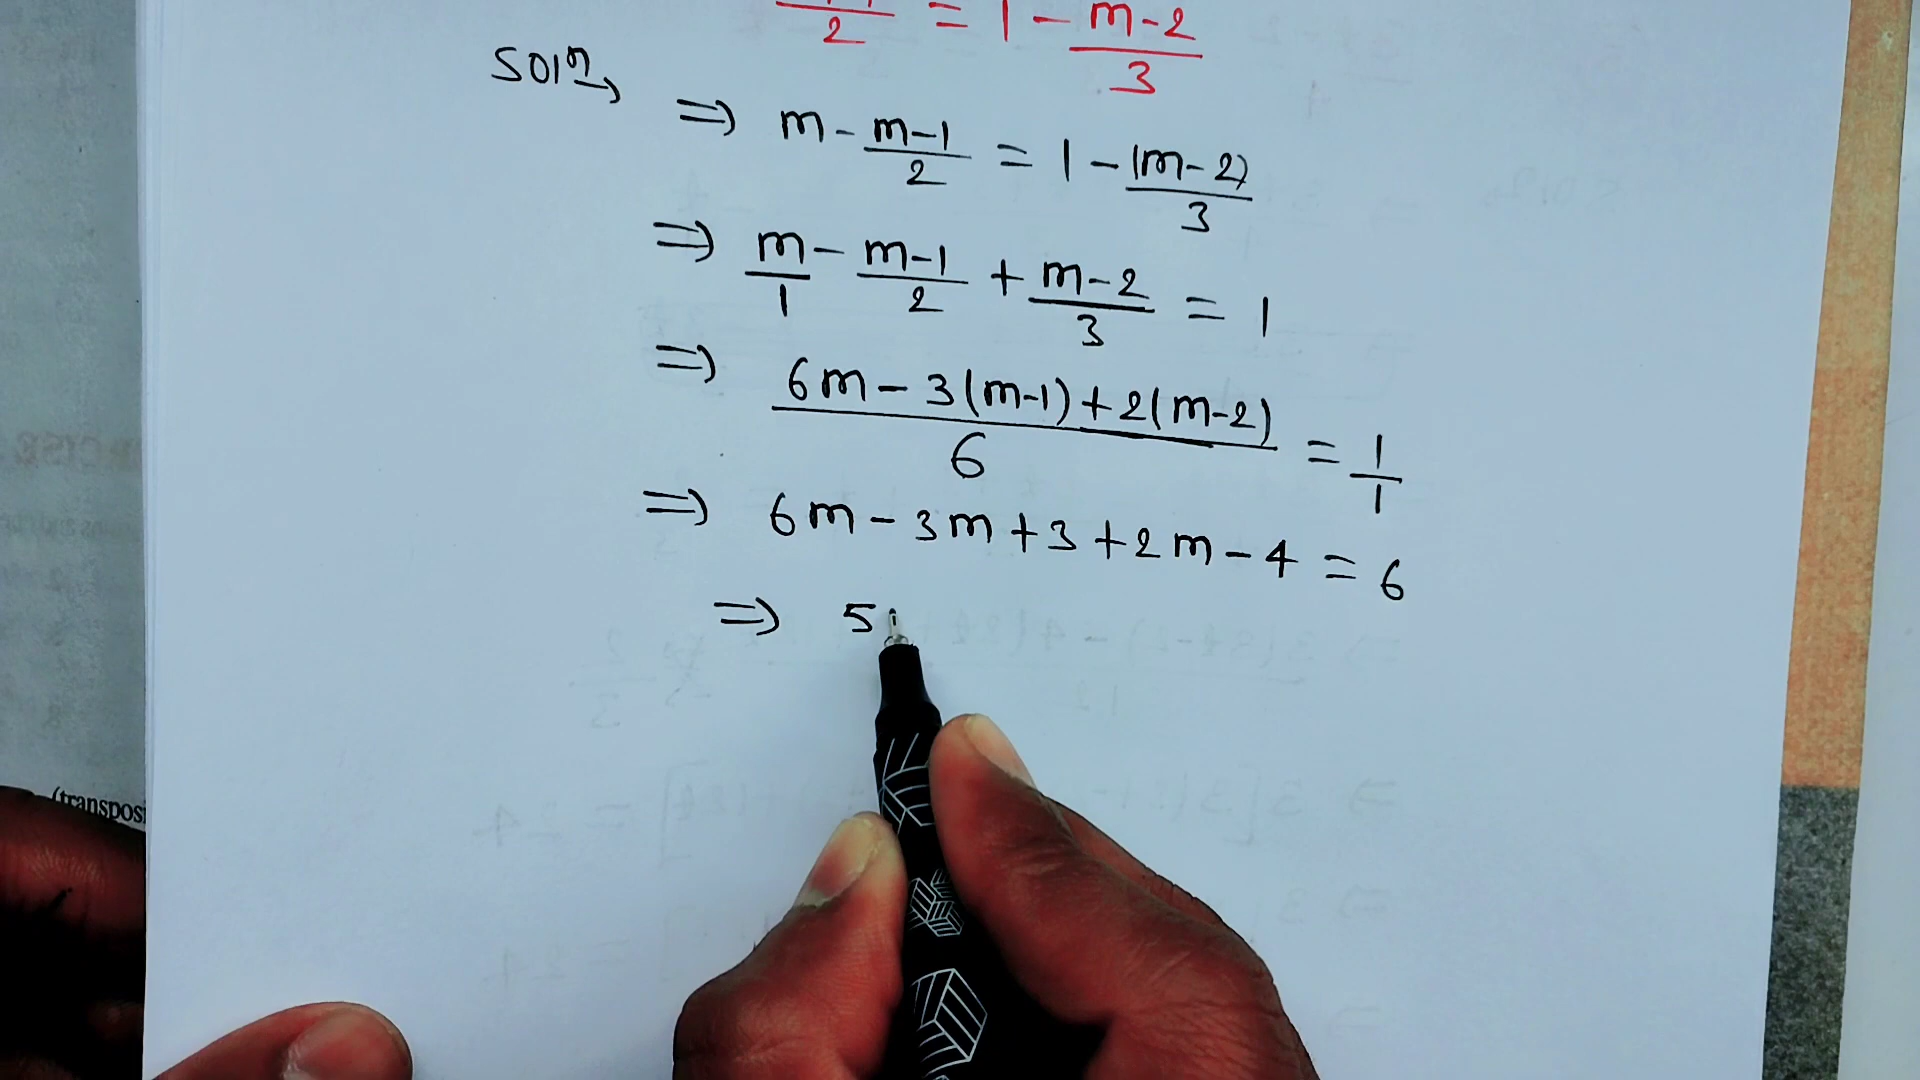 2 = 1 - m-2/3
Solⁿ→
⇒ m - m-1/2 = 1 - (m-2)/3
⇒ m/1 - m-1/2 + m-2/3 = 1
⇒ 6m - 3(m-1) + 2(m-2)/6 = 1/1
⇒ 6m - 3m + 3 + 2m - 4 = 6
⇒ 5
(transposi